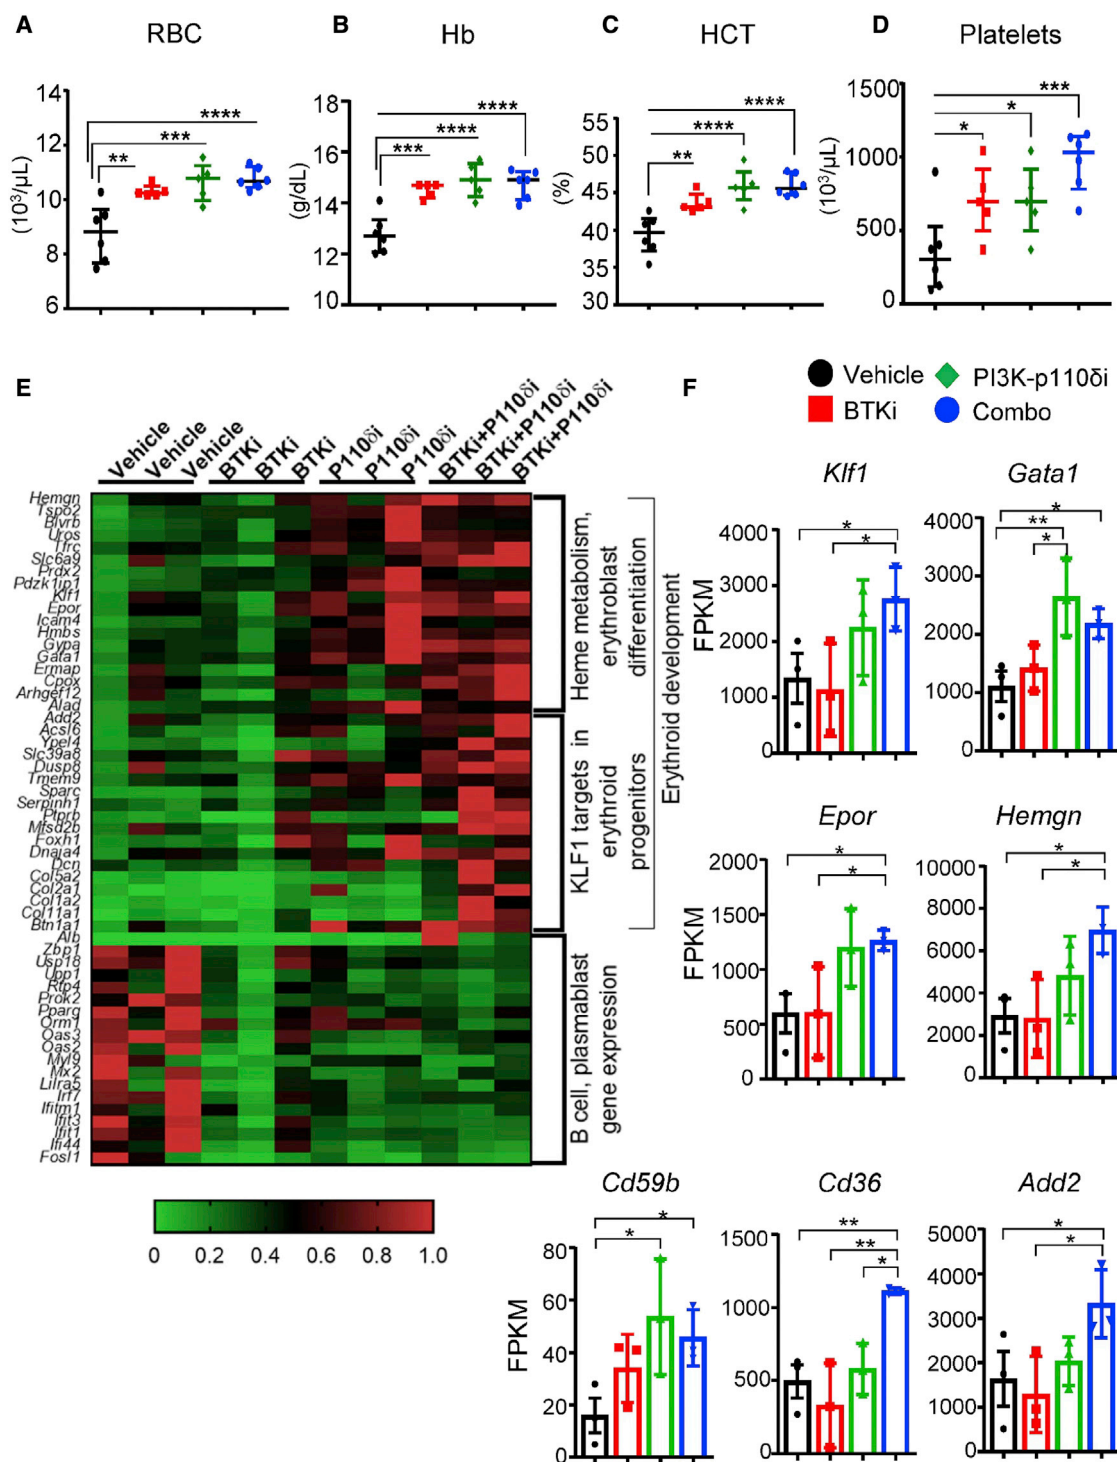 A
RBC
B
Hb
C
HCT
D
Platelets
14
12
10
8
6
(10³/µL)
**
***
****
18
16
14
12
10
(g/dL)
***
****
****
55
50
45
40
35
30
(%)
**
****
****
1500
1000
500
0
(10³/µL)
*
*
***
Vehicle
PI3K-p110δi
BTKi
Combo
E
Vehicle
Vehicle
Vehicle
BTKi
BTKi
BTKi
P110δi
P110δi
P110δi
BTKi+P110δi
BTKi+P110δi
BTKi+P110δi
Hemgn
Tspo2
Blvrb
Uros
Tfrc
Slc6a9
Prdx2
Pdzk1ip1
Klf1
Epor
Icam4
Hmbs
Gypa
Gata1
Ermap
Cpox
Arhgef12
Alad
Add2
Acsl6
Ypel4
Slc39a8
Dusp8
Tmem9
Sparc
Serpinh1
Ptprb
Mfsd2b
Foxh1
Dnaja4
Dcn
Col5a2
Col2a1
Col1a2
Col11a1
Btn1a1
Alb
Zbp1
Usp18
Upp1
Rtp4
Prok2
Pparg
Orm1
Oas3
Oas2
Myl9
Mx2
Lilra5
Irf7
Ifitm1
Ifit3
Ifit1
Ifi44
Fosl1
Heme metabolism,
erythroblast
differentiation
KLF1 targets in
erythroid
progenitors
Erythroid development
B cell, plasmablast
gene expression
0 0.2 0.4 0.6 0.8 1.0
F
Klf1
4000
3000
2000
1000
0
FPKM
*
*
Gata1
4000
3000
2000
1000
0
*
**
*
Epor
2000
1500
1000
500
0
FPKM
*
*
Hemgn
10000
8000
6000
4000
2000
0
*
*
Cd59b
80
60
40
20
0
FPKM
*
*
Cd36
1500
1000
500
0
**
**
*
Add2
5000
4000
3000
2000
1000
0
*
*